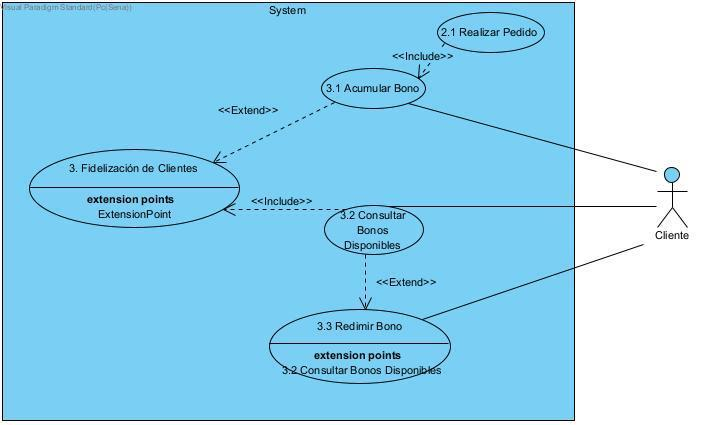 Visual Paradigm Standard(Pc(Sena))
System
2.1 Realizar Pedido
<<Include>>
3.1 Acumular Bono
<<Extend>>
3. Fidelización de Clientes
extension points
ExtensionPoint
<<Include>>
3.2 Consultar
Bonos
Disponibles
Cliente
<<Extend>>
3.3 Redimir Bono
extension points
3.2 Consultar Bonos Disponibles